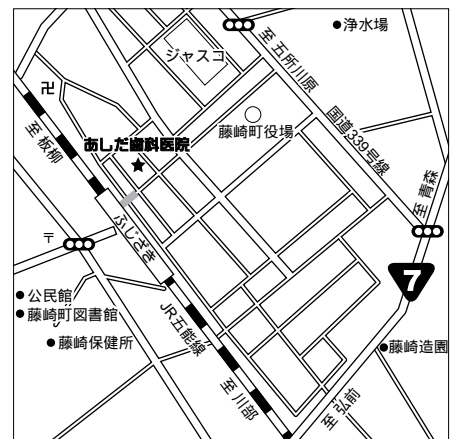 浄水場
ジャスコ
至五所川原
国道339号線
藤崎町役場
卍
至板柳
あしだ歯科医院
★
至青森
ふじさき
〒
7
公民館
藤崎町図書館
藤崎保健所
JR五能線
至川部
藤崎造園
至弘前